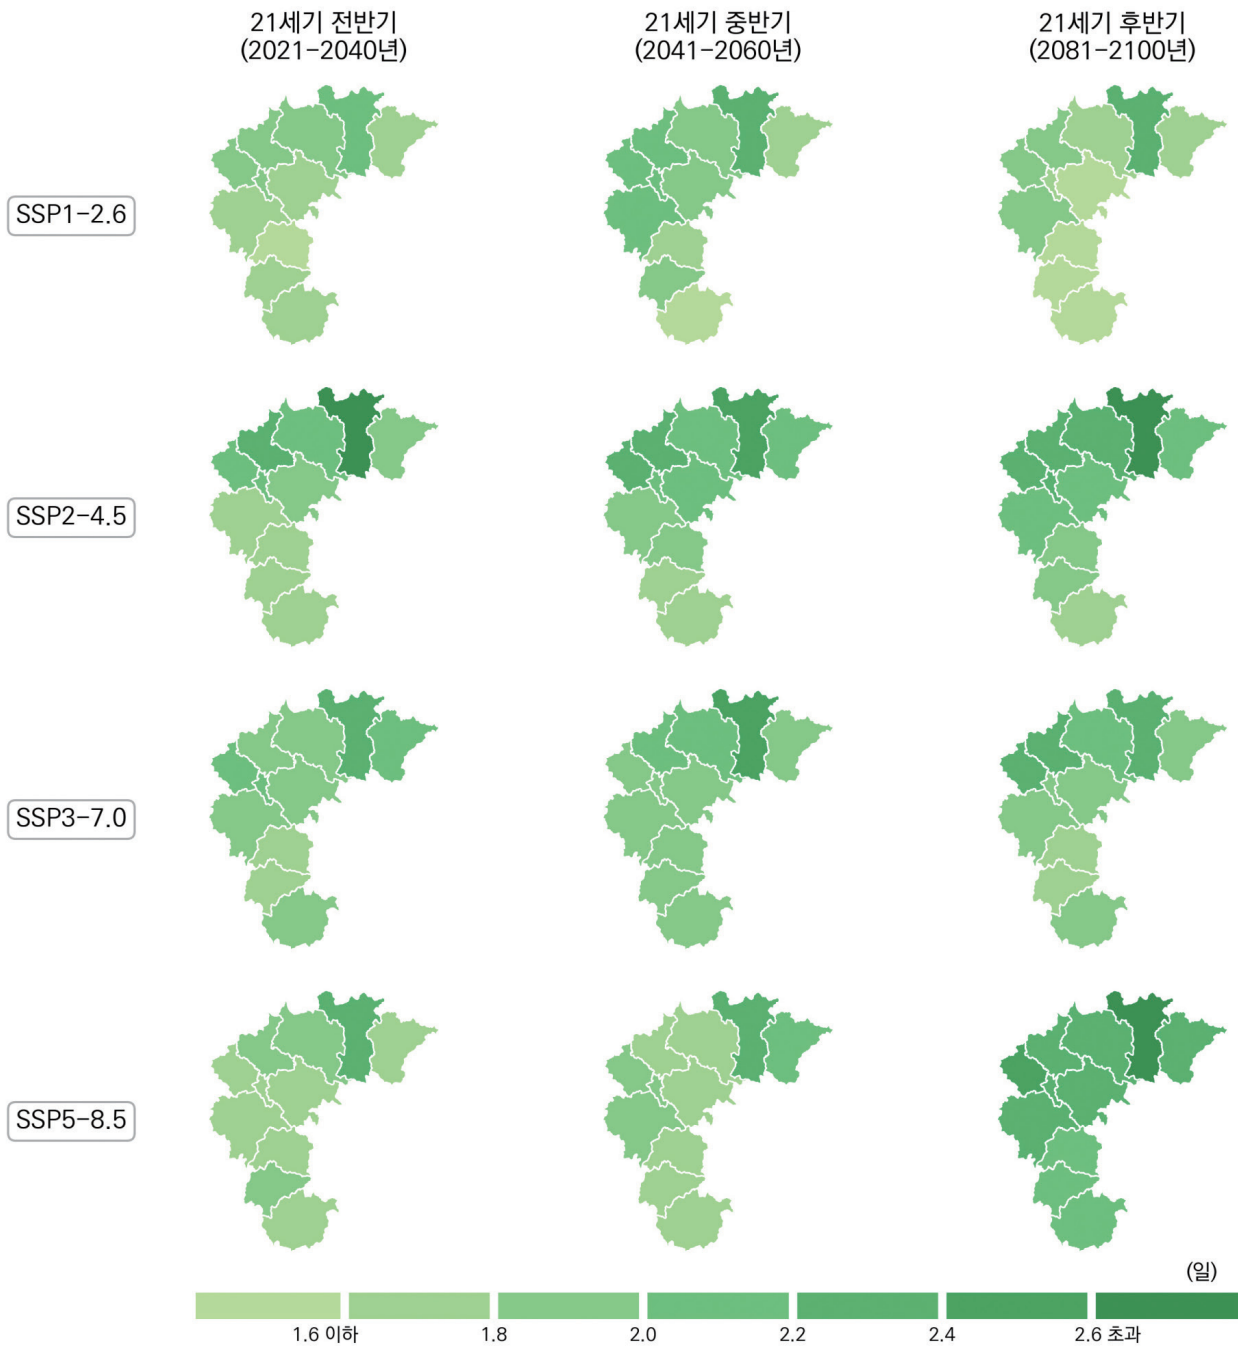 21세기 전반기
(2021-2040년)
21세기 중반기
(2041-2060년)
21세기 후반기
(2081-2100년)
SSP1-2.6
SSP2-4.5
SSP3-7.0
SSP5-8.5
(일)
1.6 이하
1.8
2.0
2.2
2.4
2.6 초과